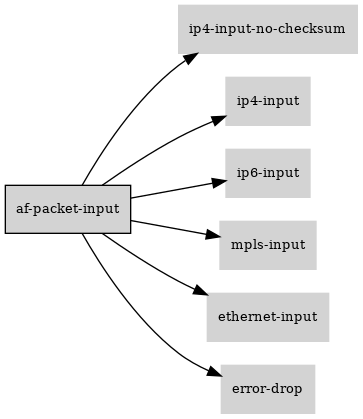 ip4-input-no-checksum
ip4-input
ip6-input
af-packet-input
mpls-input
ethernet-input
error-drop